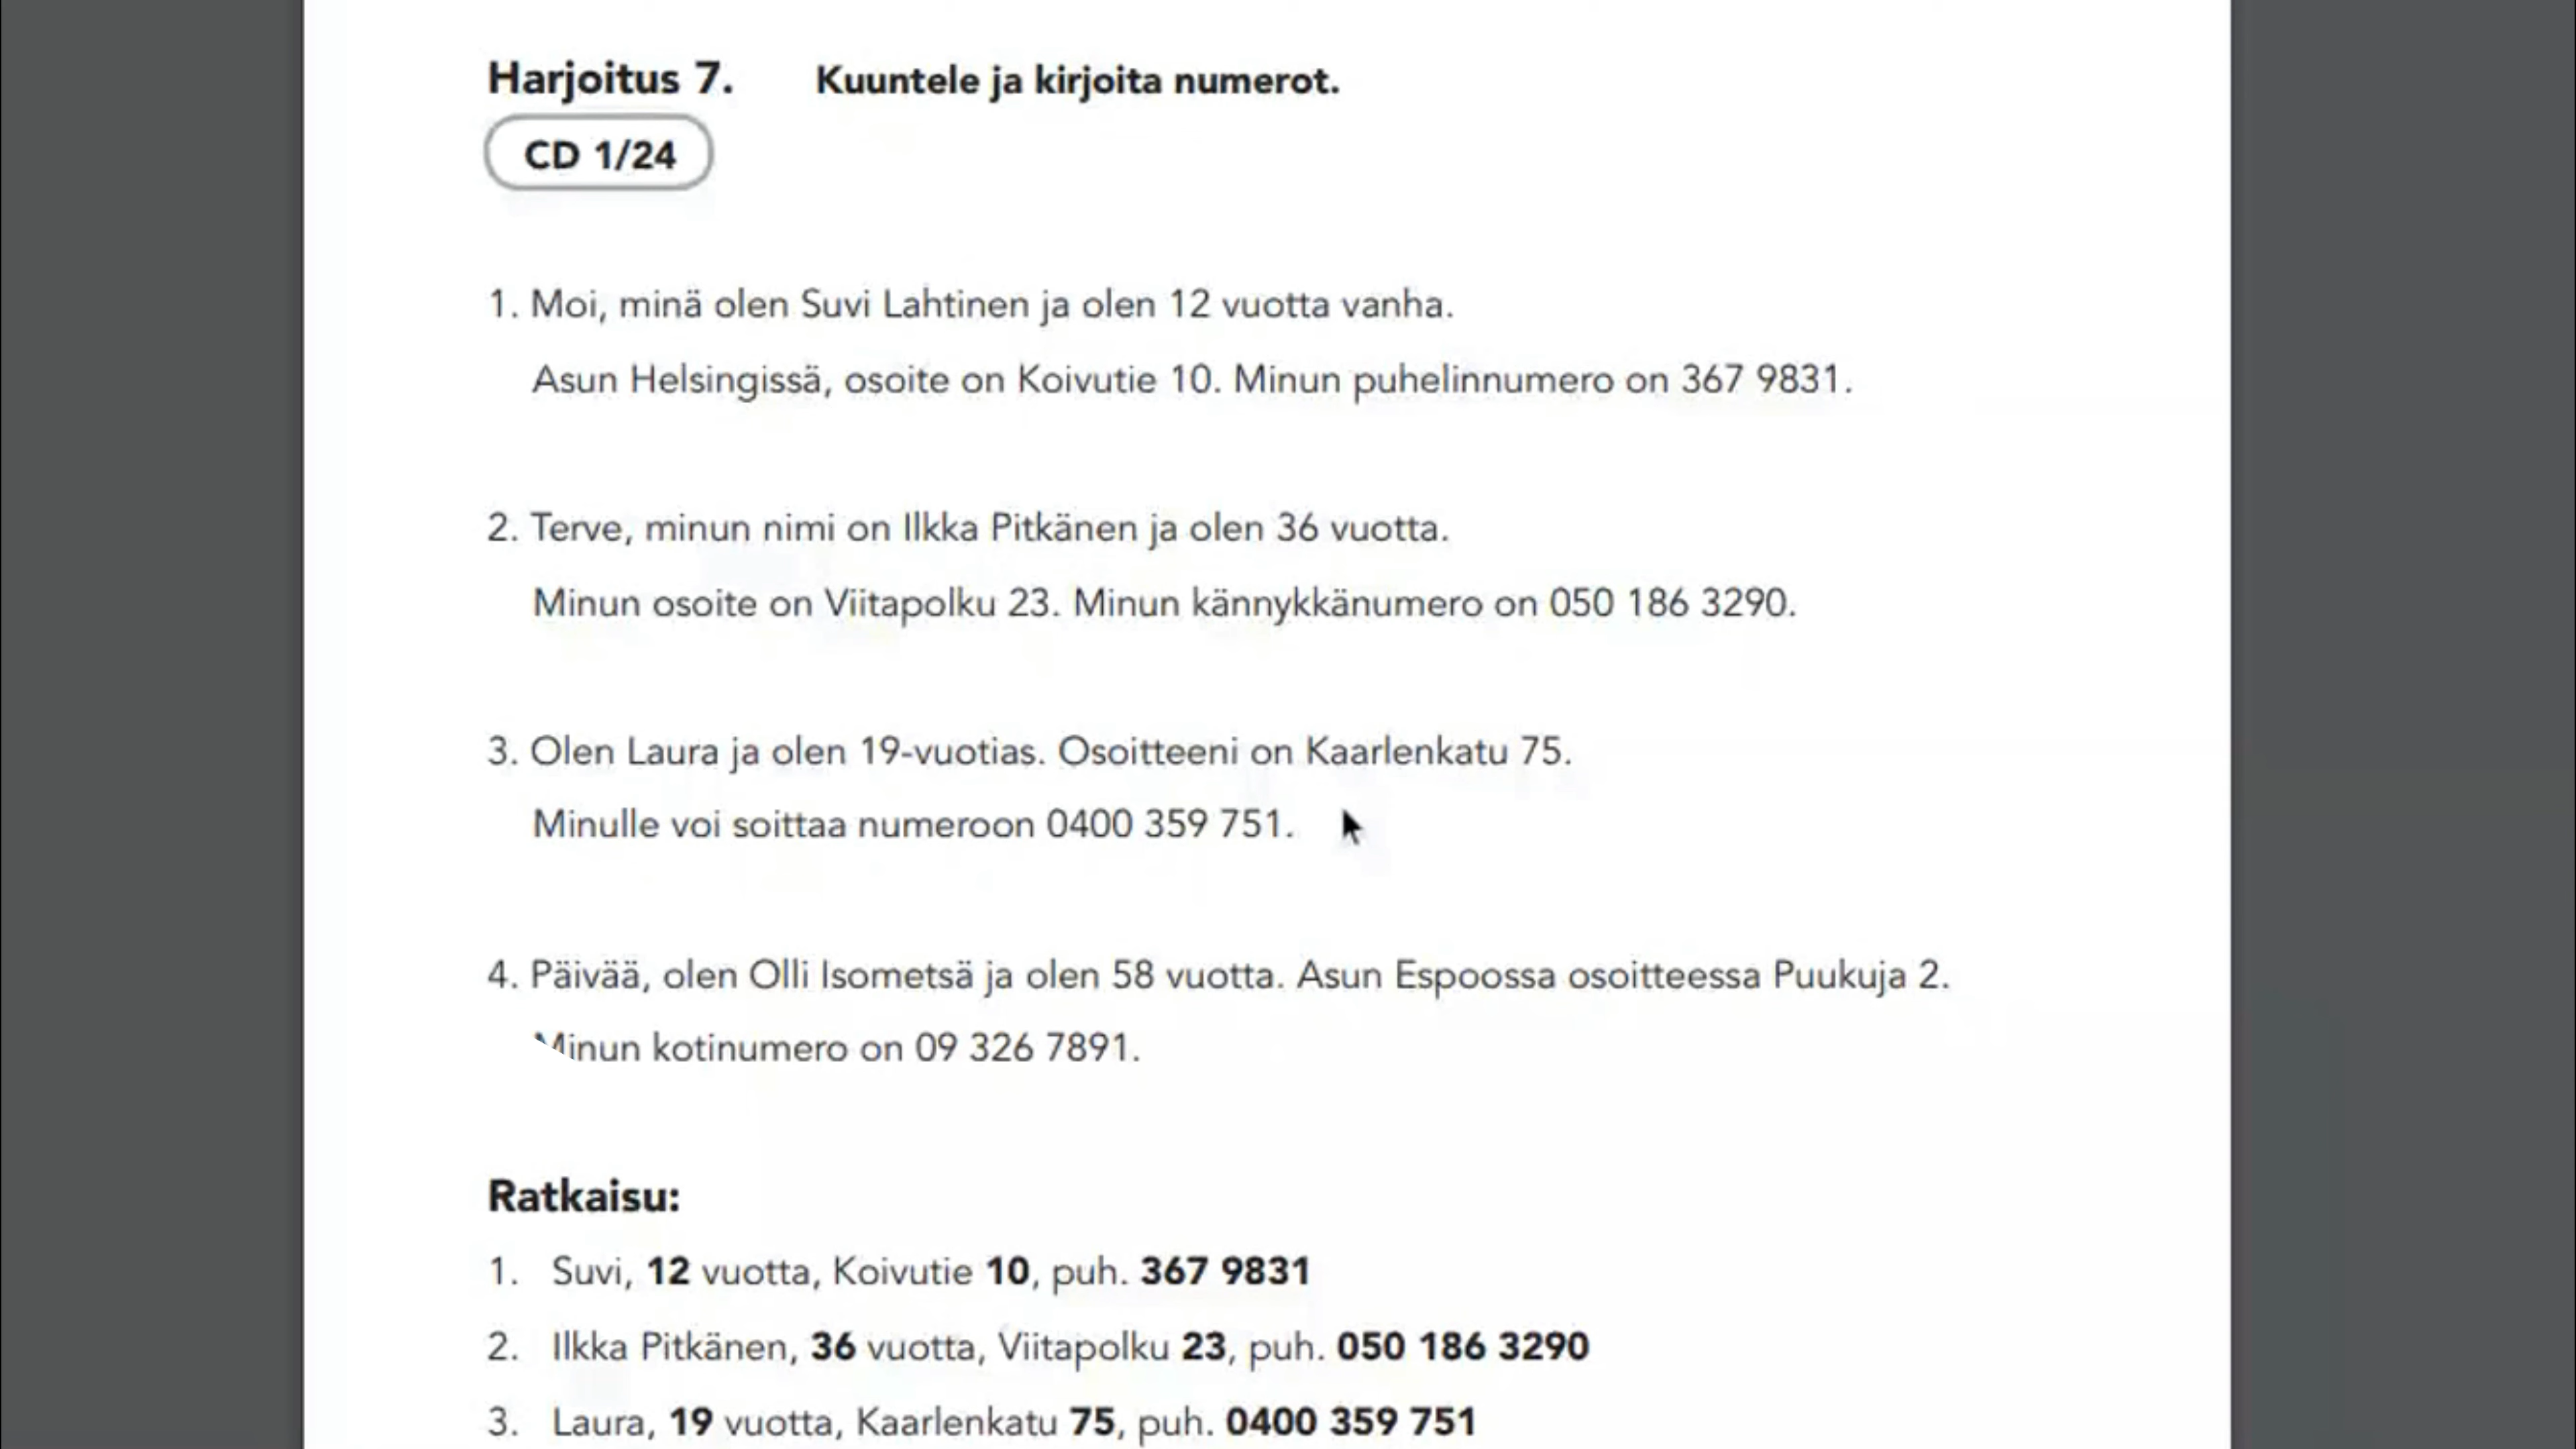 Harjoitus 7. Kuuntele ja kirjoita numerot.
CD 1/24
1. Moi, minä olen Suvi Lahtinen ja olen 12 vuotta vanha.
Asun Helsingissä, osoite on Koivutie 10. Minun puhelinnumero on 367 9831.
2. Terve, minun nimi on Ilkka Pitkänen ja olen 36 vuotta.
Minun osoite on Viitapolku 23. Minun kännykkänumero on 050 186 3290.
3. Olen Laura ja olen 19-vuotias. Osoitteeni on Kaarlenkatu 75.
Minulle voi soittaa numeroon 0400 359 751.
4. Päivää, olen Olli Isometsä ja olen 58 vuotta. Asun Espoossa osoitteessa Puukuja 2.
Minun kotinumero on 09 326 7891.
Ratkaisu:
1. Suvi, 12 vuotta, Koivutie 10, puh. 367 9831
2. Ilkka Pitkänen, 36 vuotta, Viitapolku 23, puh. 050 186 3290
3. Laura, 19 vuotta, Kaarlenkatu 75, puh. 0400 359 751